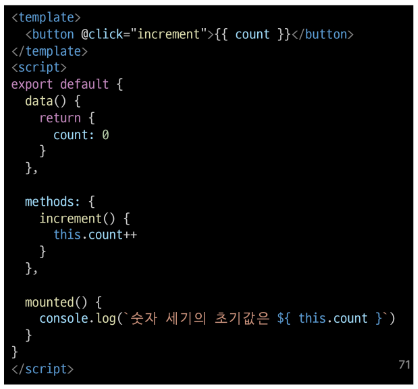 <template>
  <button @click="increment">{{ count }}</button>
</template>
<script>
export default {
  data() {
    return {
      count: 0
    }
  },

  methods: {
    increment() {
      this.count++
    }
  },

  mounted() {
    console.log(`숫자 세기의 초기값은 ${ this.count }`)
  }
}
</script>
71